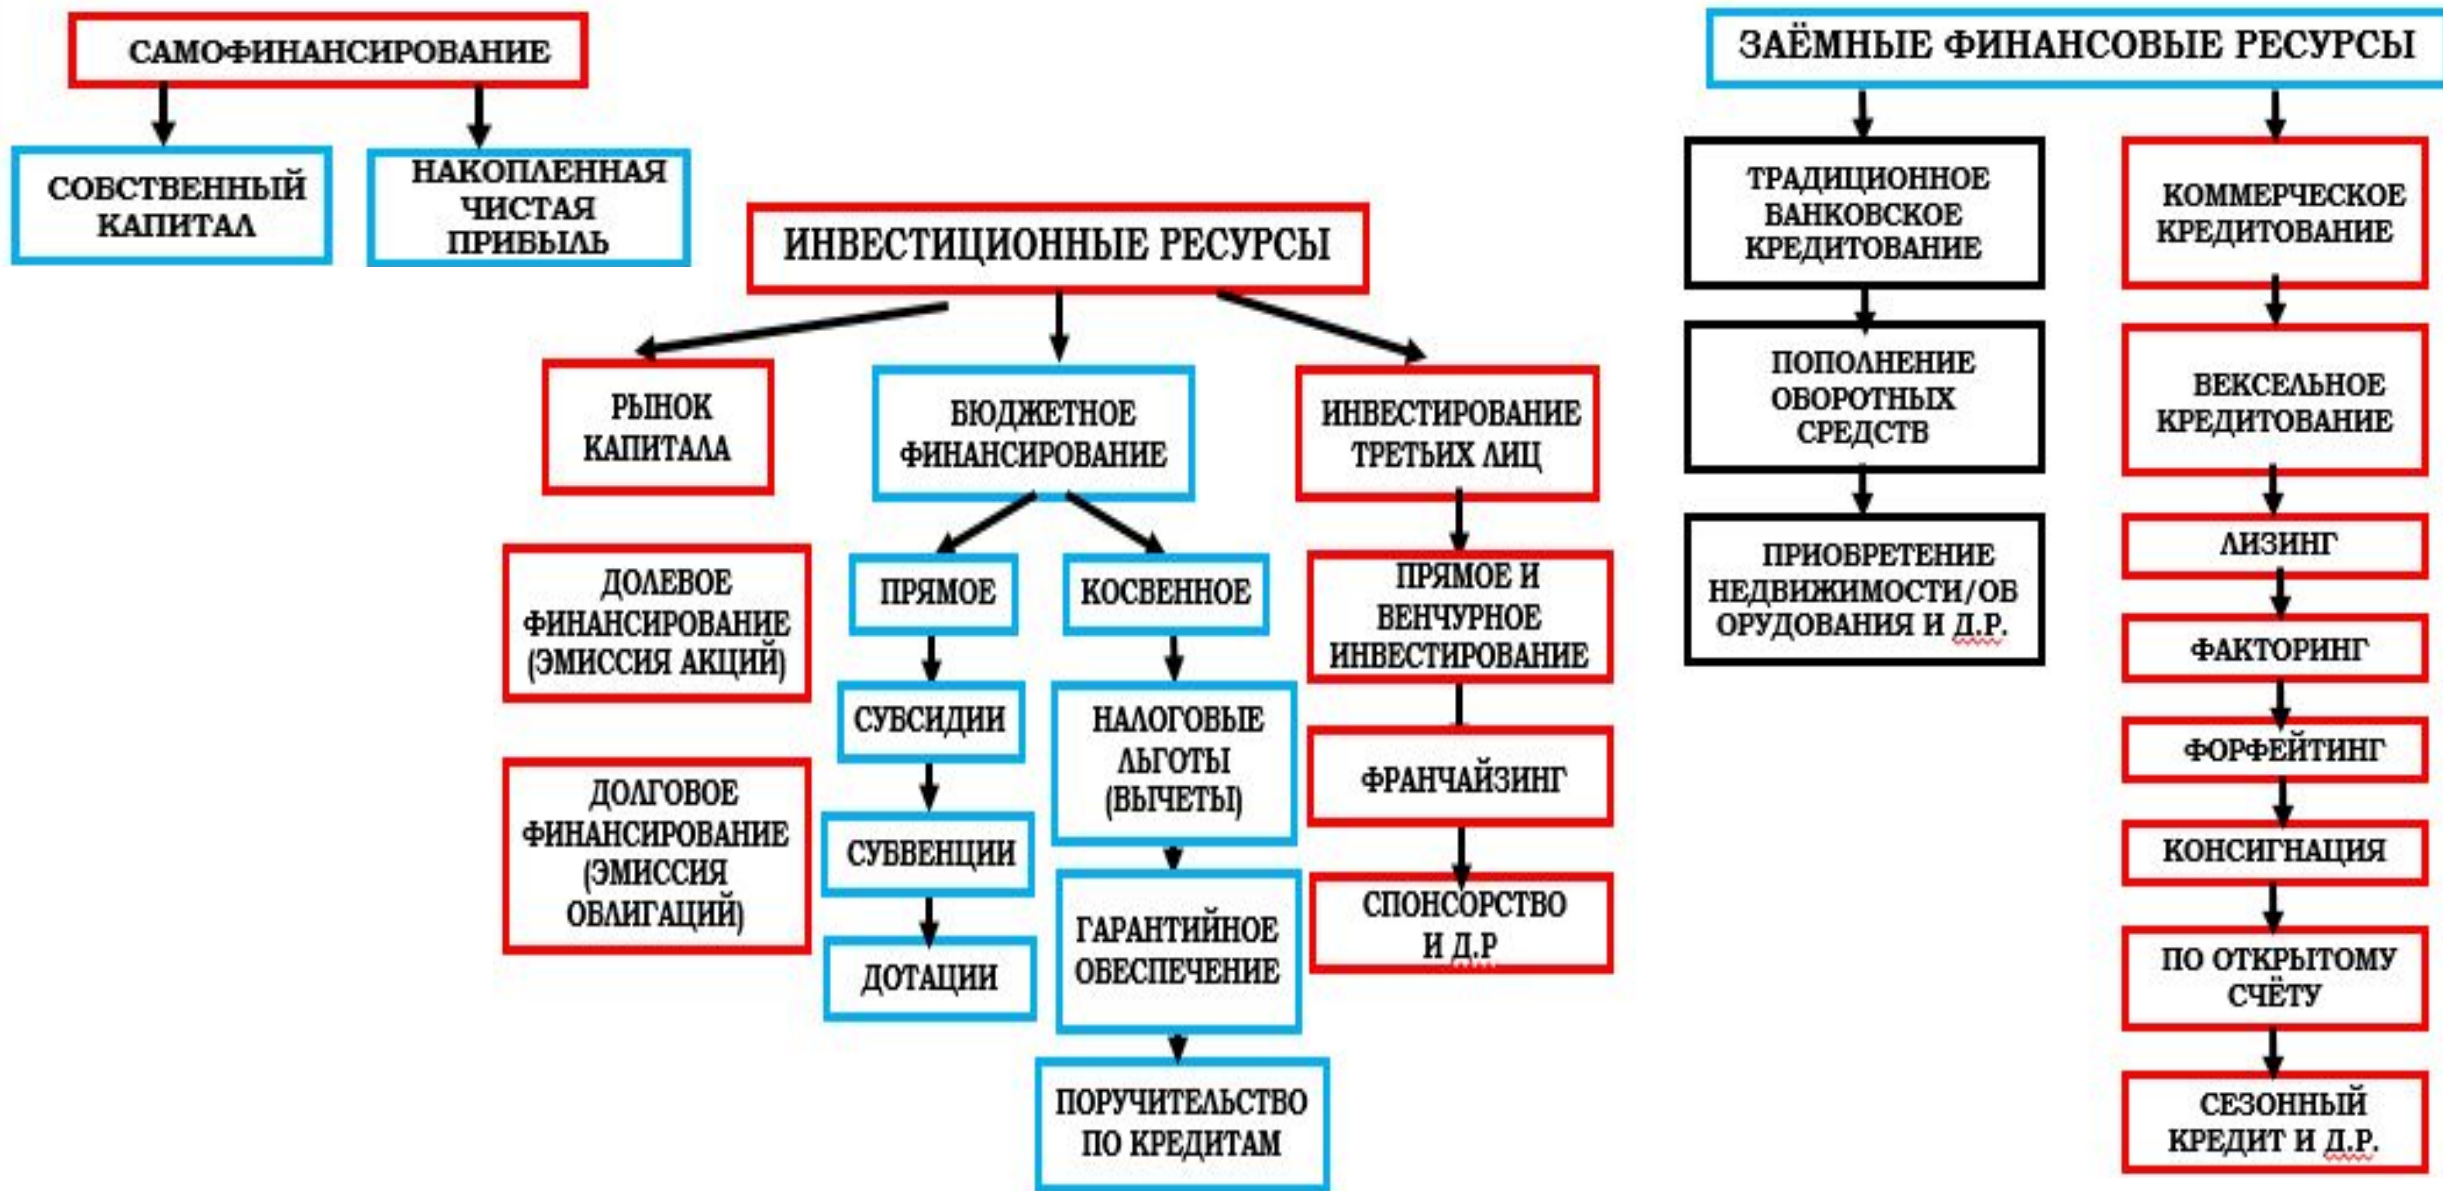 САМОФИНАНСИРОВАНИЕ
СОБСТВЕННЫЙ
КАПИТАЛ
НАКОПЛЕННАЯ
ЧИСТАЯ
ПРИБЫЛЬ
ИНВЕСТИЦИОННЫЕ РЕСУРСЫ
РЫНОК
КАПИТАЛА
ДОЛЕВОЕ
ФИНАНСИРОВАНИЕ
(ЭМИССИЯ АКЦИЙ)
ДОЛГОВОЕ
ФИНАНСИРОВАНИЕ
(ЭМИССИЯ
ОБЛИГАЦИЙ)
БЮДЖЕТНОЕ
ФИНАНСИРОВАНИЕ
ПРЯМОЕ
СУБСИДИИ
СУБВЕНЦИИ
ДОТАЦИИ
КОСВЕННОЕ
НАЛОГОВЫЕ
ЛЬГОТЫ
(ВЫЧЕТЫ)
ГАРАНТИЙНОЕ
ОБЕСПЕЧЕНИЕ
ПОРУЧИТЕЛЬСТВО
ПО КРЕДИТАМ
ИНВЕСТИРОВАНИЕ
ТРЕТЬИХ ЛИЦ
ПРЯМОЕ И
ВЕНЧУРНОЕ
ИНВЕСТИРОВАНИЕ
ФРАНЧАЙЗИНГ
СПОНСОРСТВО
И Д.Р
ЗАЁМНЫЕ ФИНАНСОВЫЕ РЕСУРСЫ
ТРАДИЦИОННОЕ
БАНКОВСКОЕ
КРЕДИТОВАНИЕ
ПОПОЛНЕНИЕ
ОБОРОТНЫХ
СРЕДСТВ
ПРИОБРЕТЕНИЕ
НЕДВИЖИМОСТИ/ОБ
ОРУДОВАНИЯ И Д.Р.
КОММЕРЧЕСКОЕ
КРЕДИТОВАНИЕ
ВЕКСЕЛЬНОЕ
КРЕДИТОВАНИЕ
ЛИЗИНГ
ФАКТОРИНГ
ФОРФЕЙТИНГ
КОНСИГНАЦИЯ
ПО ОТКРЫТОМУ
СЧЁТУ
СЕЗОННЫЙ
КРЕДИТ И Д.Р.